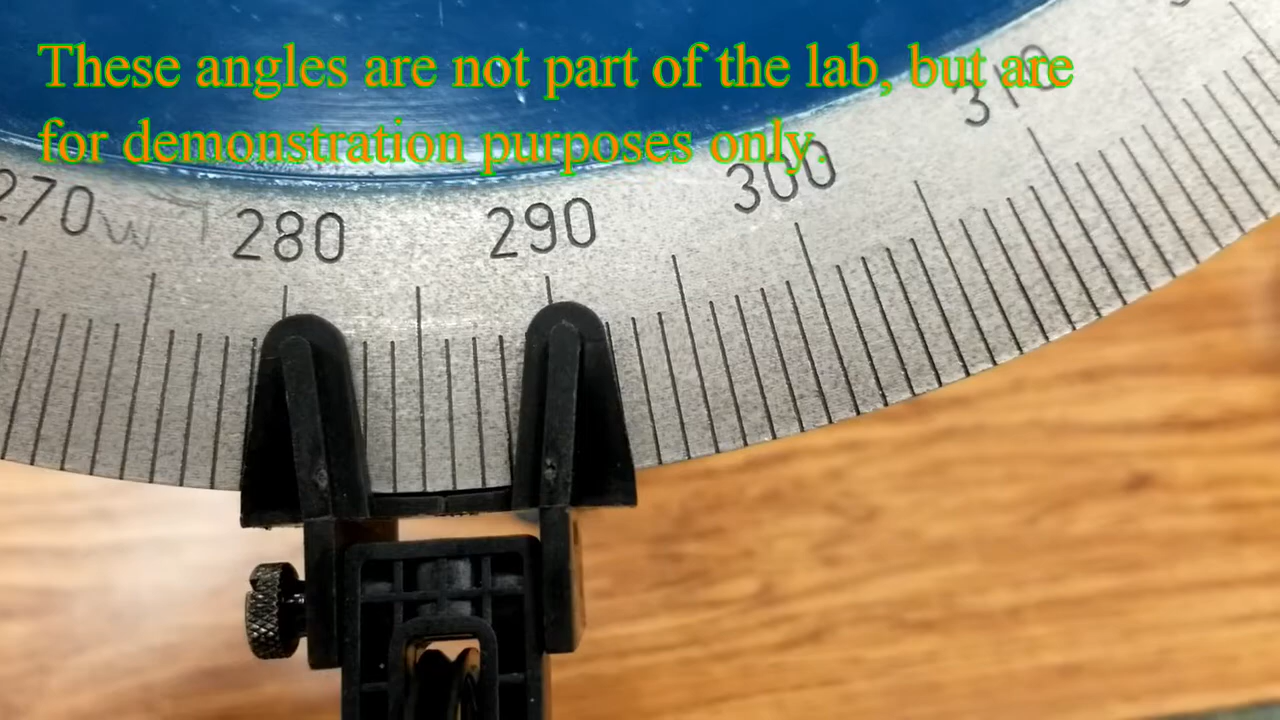 These angles are not part of the lab, but are
for demonstration purposes only.
270 280 290 300 310